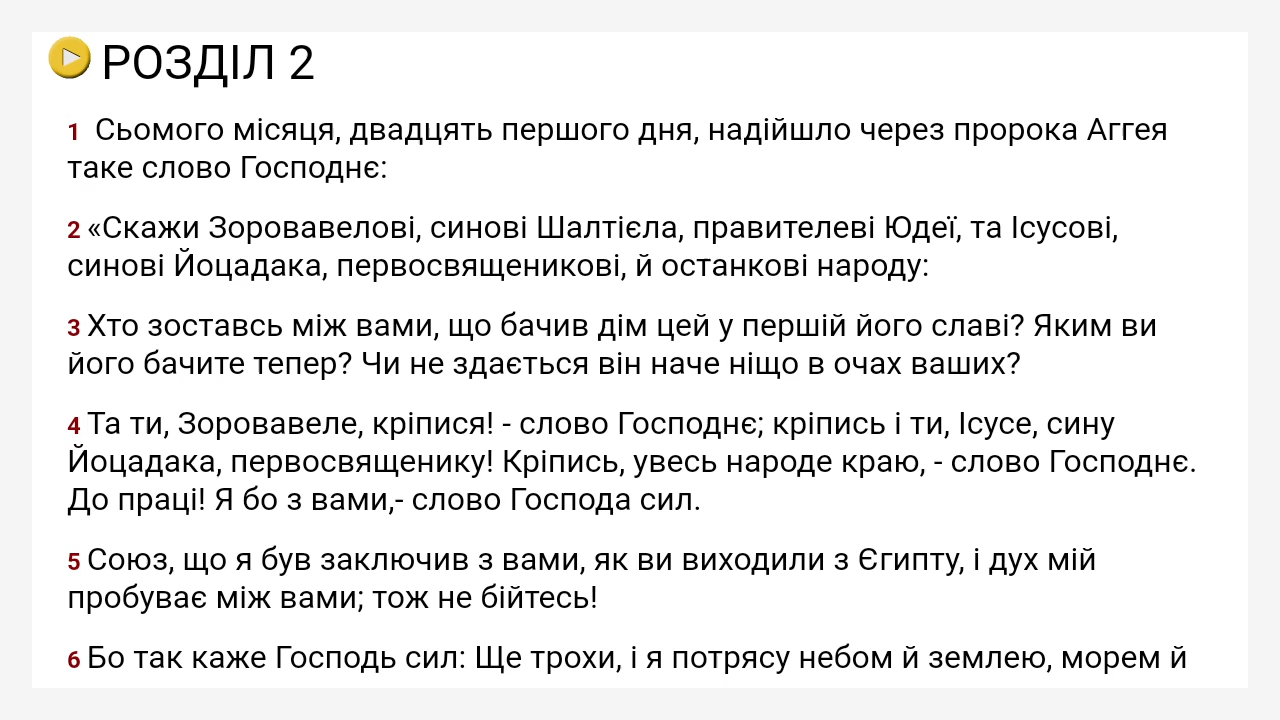 РОЗДІЛ 2
1 Сьомого місяця, двадцять першого дня, надійшло через пророка Аггея
таке слово Господнє:
2 «Скажи Зоровавелові, синові Шалтієла, правителеві Юдеї, та Ісусові,
синові Йоцадака, первосвященикові, й останкові народу:
3 Хто зоставсь між вами, що бачив дім цей у першій його славі? Яким ви
його бачите тепер? Чи не здається він наче ніщо в очах ваших?
4 Та ти, Зоровавеле, кріпися! - слово Господнє; кріпись і ти, Ісусе, сину
Йоцадака, первосвященику! Кріпись, увесь народе краю, - слово Господнє.
До праці! Я бо з вами,- слово Господа сил.
5 Союз, що я був заключив з вами, як ви виходили з Єгипту, і дух мій
пробуває між вами; тож не бійтесь!
6 Бо так каже Господь сил: Ще трохи, і я потрясу небом й землею, морем й